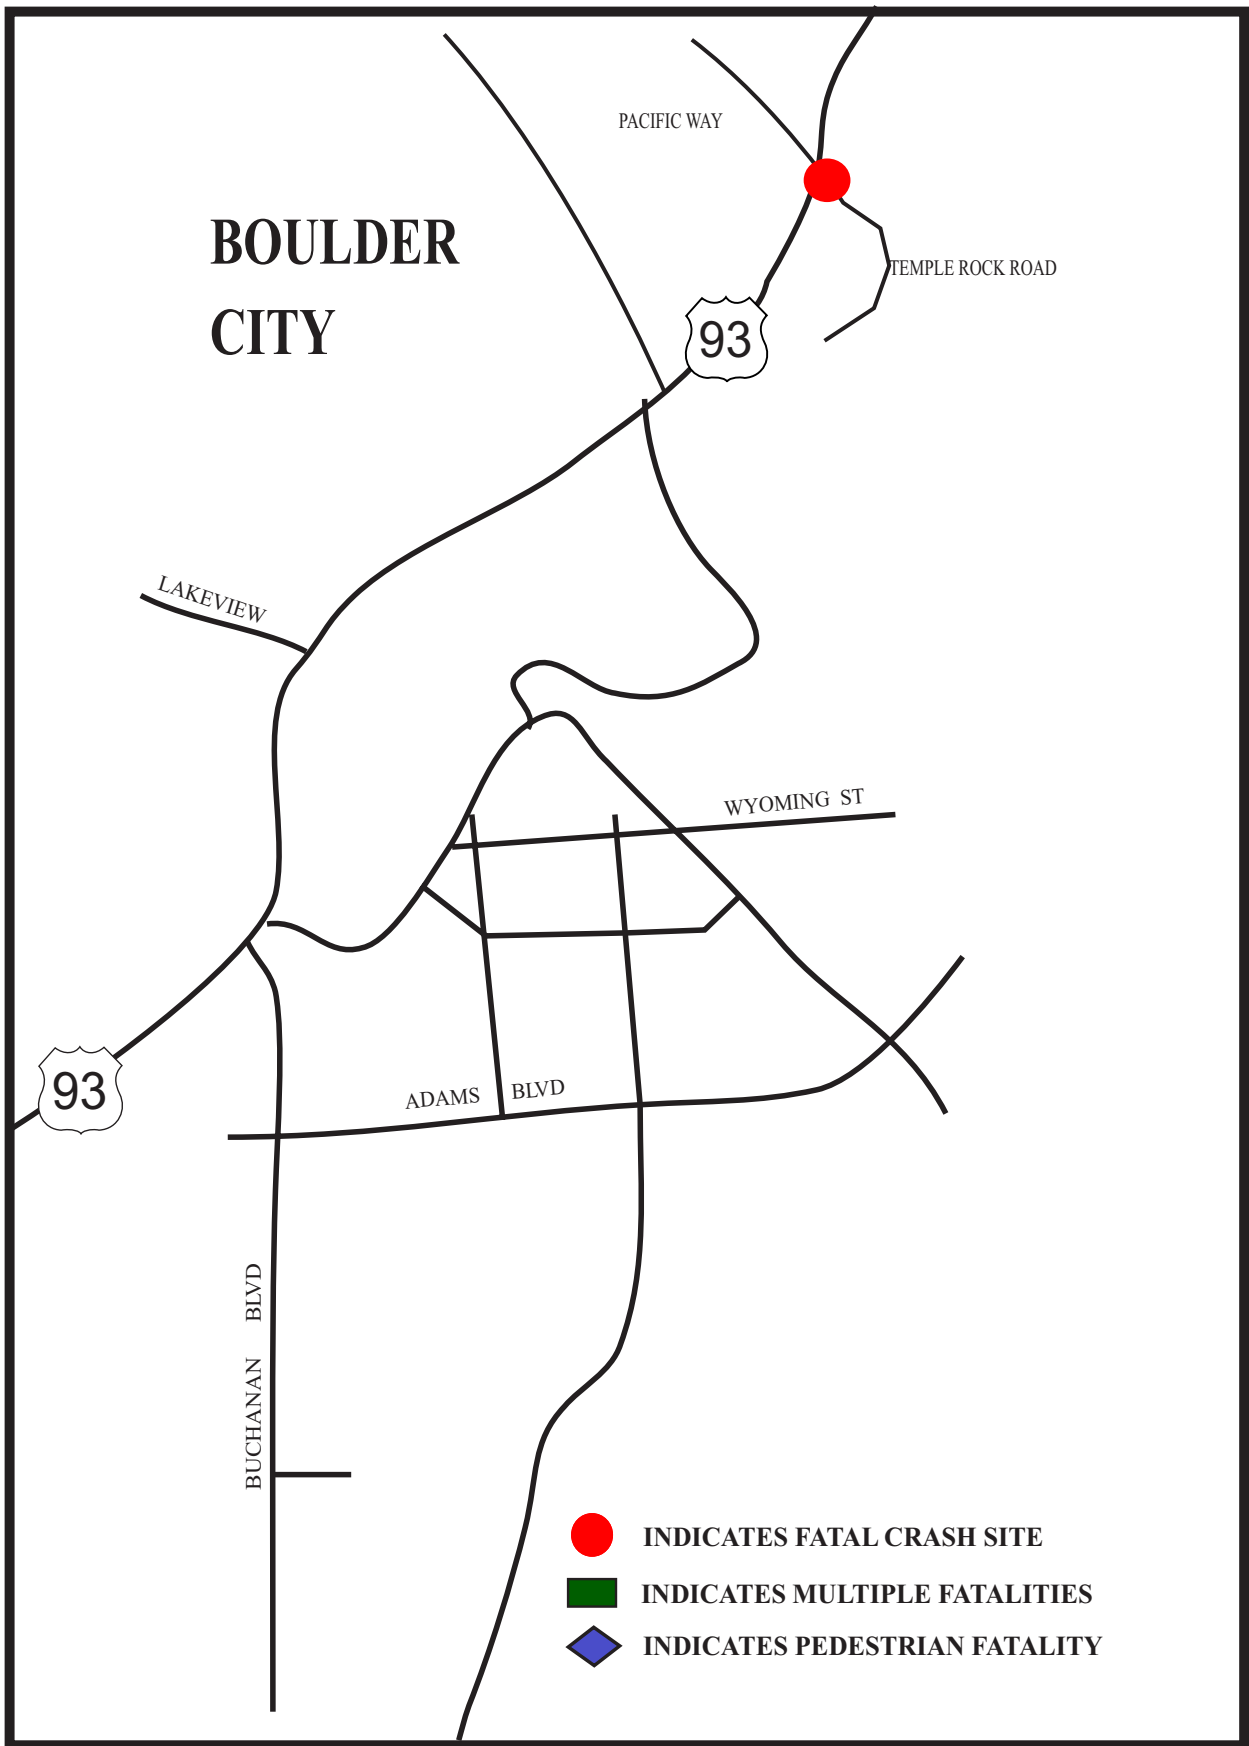 PACIFIC WAY
BOULDER
CITY
TEMPLE ROCK ROAD
93
LAKEVIEW
WYOMING ST
93
ADAMS BLVD
BUCHANAN BLVD
INDICATES FATAL CRASH SITE
INDICATES MULTIPLE FATALITIES
INDICATES PEDESTRIAN FATALITY